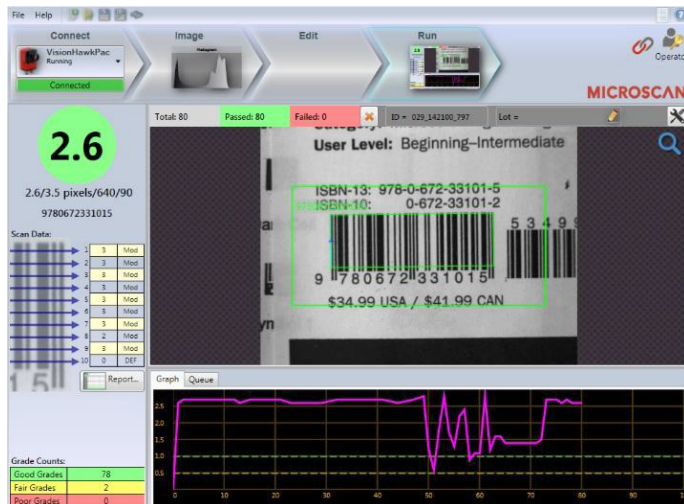 File Help
Connect
Image
Edit
Run
VisionHawkPac
Running
Connected
Operato
MICROSCAN
Total: 80 Passed: 80 Failed: 0 ID = 029_142100_797 Lot =
2.6
2.6/3.5 pixels/640/90
9780672331015
Scan Data:
1 3 Mod
2 3 Mod
3 3 Mod
4 3 Mod
5 3 Mod
6 3 Mod
7 3 Mod
8 2 Mod
9 3 Mod
10 0 DEF
Report...
User Level: Beginning–Intermediate
ISBN-13: 978-0-672-33101-5
ISBN-10: 0-672-33101-2
5 3 4 9 9
9 780672 331015
$34.99 USA / $41.99 CAN
Graph Queue
2.5
2.0
1.5
1.0
0.5
0 10 20 30 40 50 60 70 80 90
Grade Counts:
Good Grades 78
Fair Grades 2
Poor Grades 0